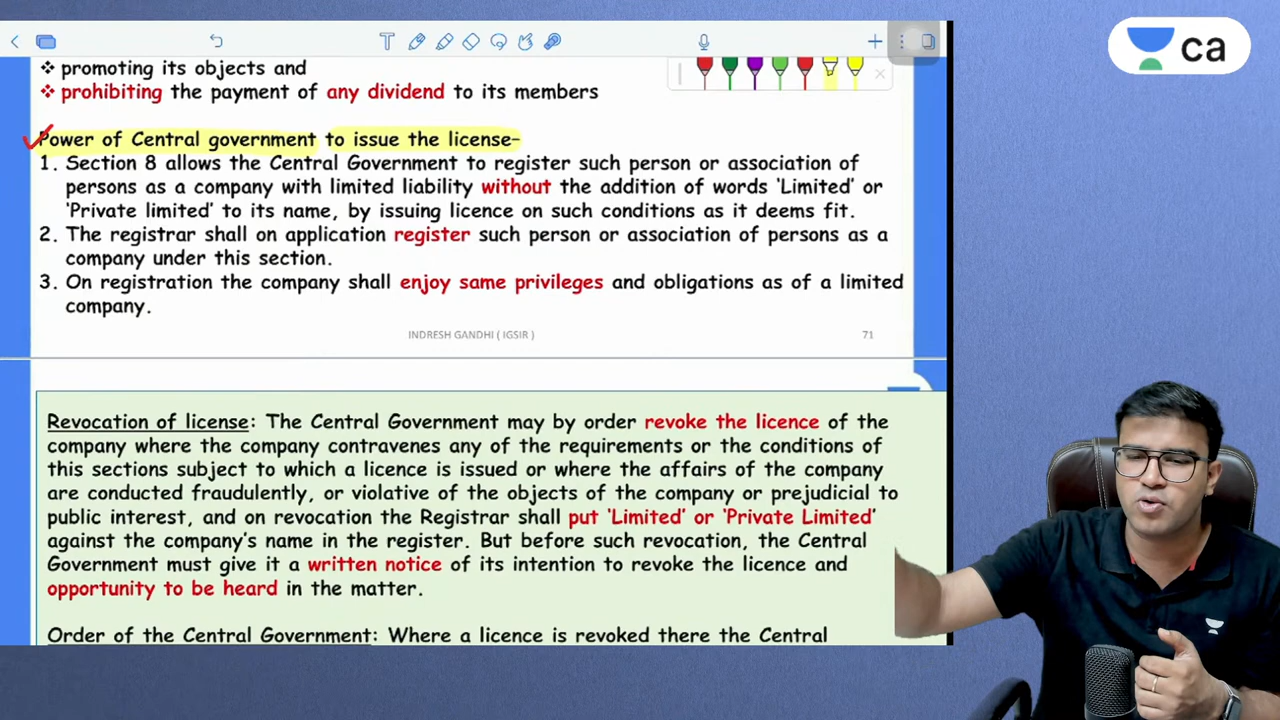 ca
❖ promoting its objects and
❖ prohibiting the payment of any dividend to its members
Power of Central government to issue the license-
1. Section 8 allows the Central Government to register such person or association of
persons as a company with limited liability without the addition of words ‘Limited’ or
‘Private limited’ to its name, by issuing licence on such conditions as it deems fit.
2. The registrar shall on application register such person or association of persons as a
company under this section.
3. On registration the company shall enjoy same privileges and obligations as of a limited
company.
INDRESH GANDHI ( IGSIR ) 71
Revocation of license: The Central Government may by order revoke the licence of the
company where the company contravenes any of the requirements or the conditions of
this sections subject to which a licence is issued or where the affairs of the company
are conducted fraudulently, or violative of the objects of the company or prejudicial to
public interest, and on revocation the Registrar shall put ‘Limited’ or ‘Private Limited’
against the company’s name in the register. But before such revocation, the Central
Government must give it a written notice of its intention to revoke the licence and
opportunity to be heard in the matter.
Order of the Central Government: Where a licence is revoked there the Central